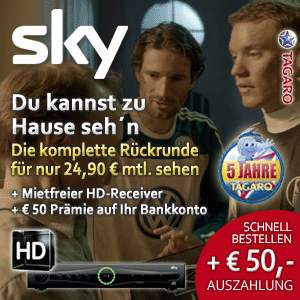 sky
TAGARO
Du kannst zu
Hause seh´n
Die komplette Rückrunde
für nur 24,90 € mtl. sehen
+ Mietfreier HD-Receiver
+ € 50 Prämie auf Ihr Bankkonto
5 JAHRE
TAGARO
HD
SCHNELL
BESTELLEN
+ € 50,-
AUSZAHLUNG